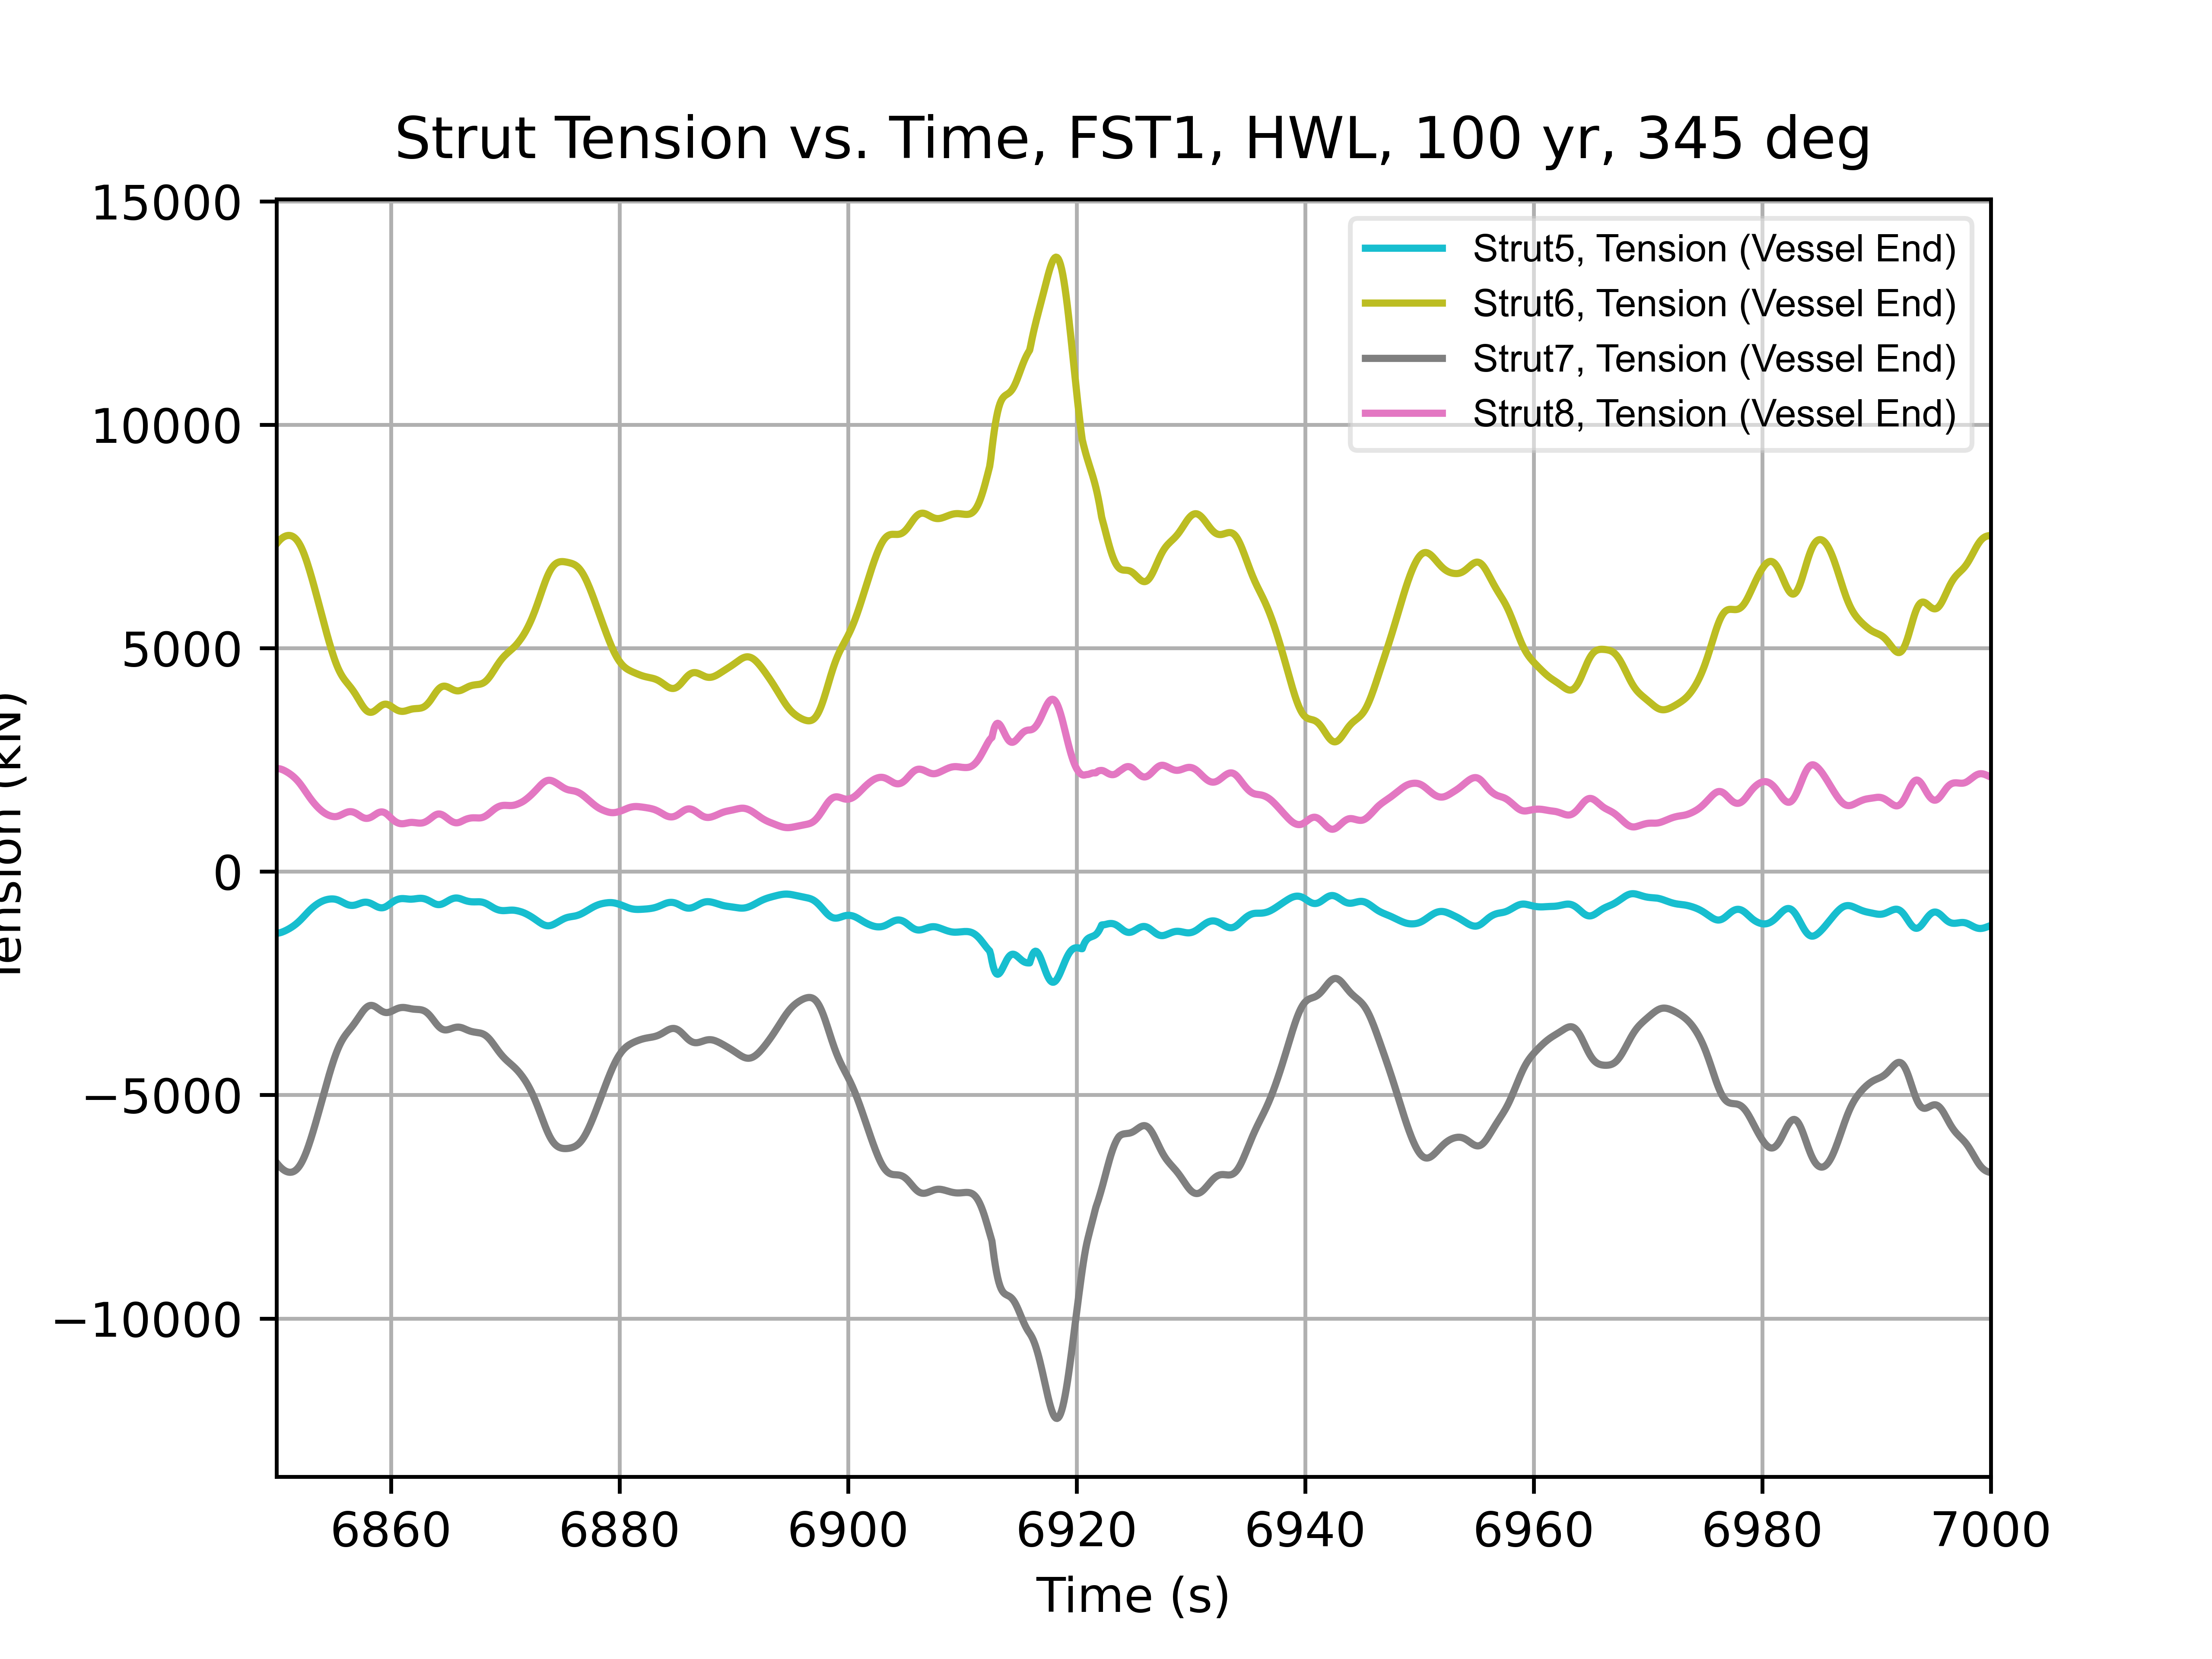 Strut Tension vs. Time, FST1, HWL, 100 yr, 345 deg
15000
10000
5000
0
−5000
−10000
Tension (kN)
Strut5, Tension (Vessel End)
Strut6, Tension (Vessel End)
Strut7, Tension (Vessel End)
Strut8, Tension (Vessel End)
6860 6880 6900 6920 6940 6960 6980 7000
Time (s)